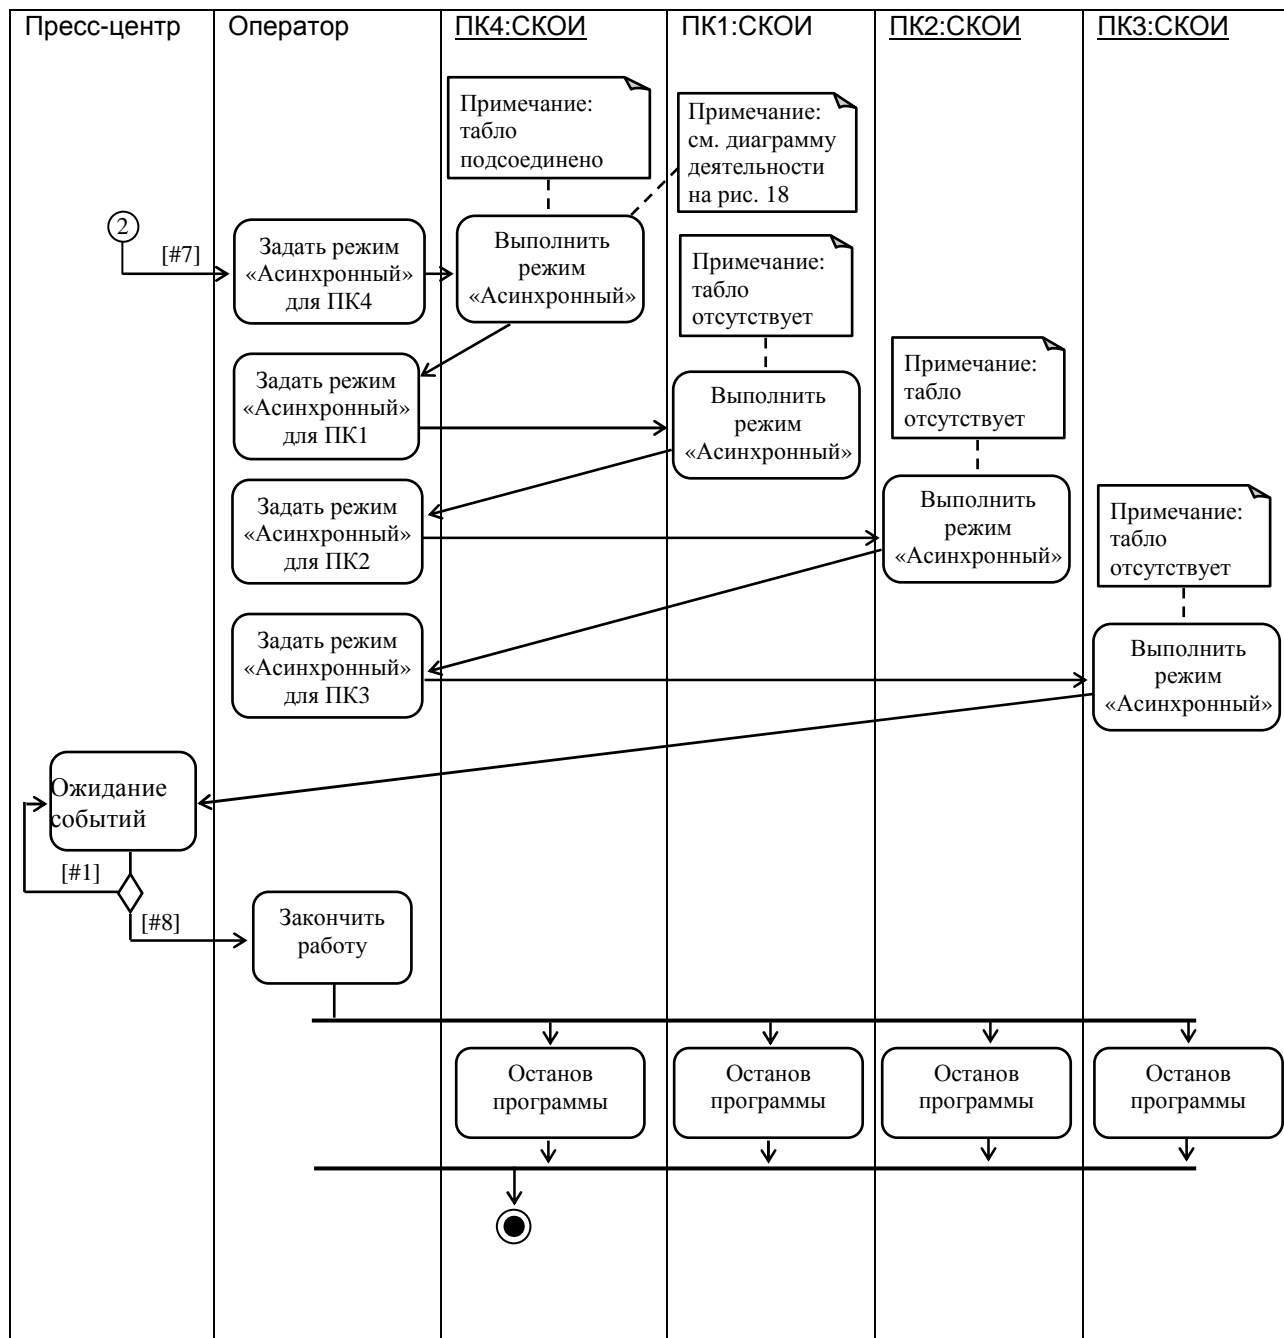 Пресс-центр
Оператор
ПК4:СКОИ
ПК1:СКОИ
ПК2:СКОИ
ПК3:СКОИ
Примечание:
табло
подсоединено
Примечание:
см. диаграмму
деятельности
на рис. 18
2
[#7]
Задать режим
«Асинхронный»
для ПК4
Выполнить
режим
«Асинхронный»
Примечание:
табло
отсутствует
Задать режим
«Асинхронный»
для ПК1
Выполнить
режим
«Асинхронный»
Примечание:
табло
отсутствует
Задать режим
«Асинхронный»
для ПК2
Выполнить
режим
«Асинхронный»
Примечание:
табло
отсутствует
Задать режим
«Асинхронный»
для ПК3
Выполнить
режим
«Асинхронный»
Ожидание
событий
[#1]
[#8]
Закончить
работу
Останов
программы
Останов
программы
Останов
программы
Останов
программы